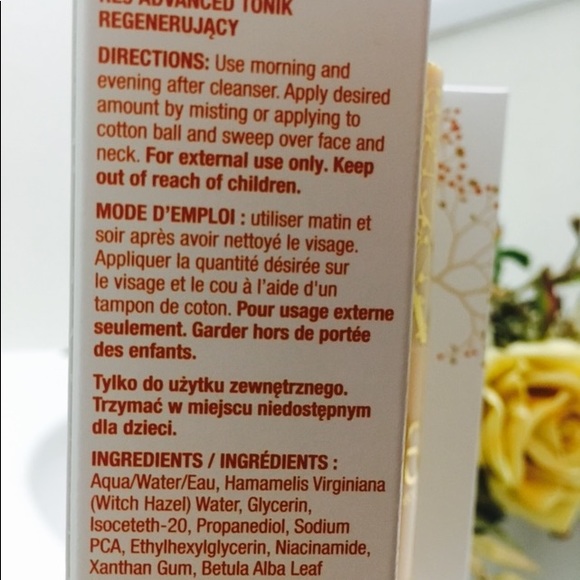 ADVANCED TONIK
REGENERUJĄCY
DIRECTIONS: Use morning and
evening after cleanser. Apply desired
amount by misting or applying to
cotton ball and sweep over face and
neck. For external use only. Keep
out of reach of children.
MODE D'EMPLOI : utiliser matin et
soir après avoir nettoyé le visage.
Appliquer la quantité désirée sur
le visage et le cou à l'aide d'un
tampon de coton. Pour usage externe
seulement. Garder hors de portée
des enfants.
Tylko do użytku zewnętrznego.
Trzymać w miejscu niedostępnym
dla dzieci.
INGREDIENTS / INGRÉDIENTS :
Aqua/Water/Eau, Hamamelis Virginiana
(Witch Hazel) Water, Glycerin,
Isoceteth-20, Propanediol, Sodium
PCA, Ethylhexylglycerin, Niacinamide,
Xanthan Gum, Betula Alba Leaf